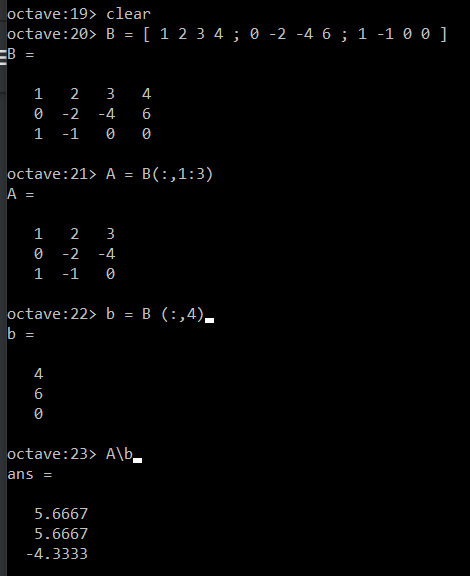 octave:19> clear
octave:20> B = [ 1 2 3 4 ; 0 -2 -4 6 ; 1 -1 0 0 ]
B =
1 2 3 4
0 -2 -4 6
1 -1 0 0
octave:21> A = B(:,1:3)
A =
1 2 3
0 -2 -4
1 -1 0
octave:22> b = B (:,4)
b =
4
6
0
octave:23> A\b
ans =
5.6667
5.6667
-4.3333